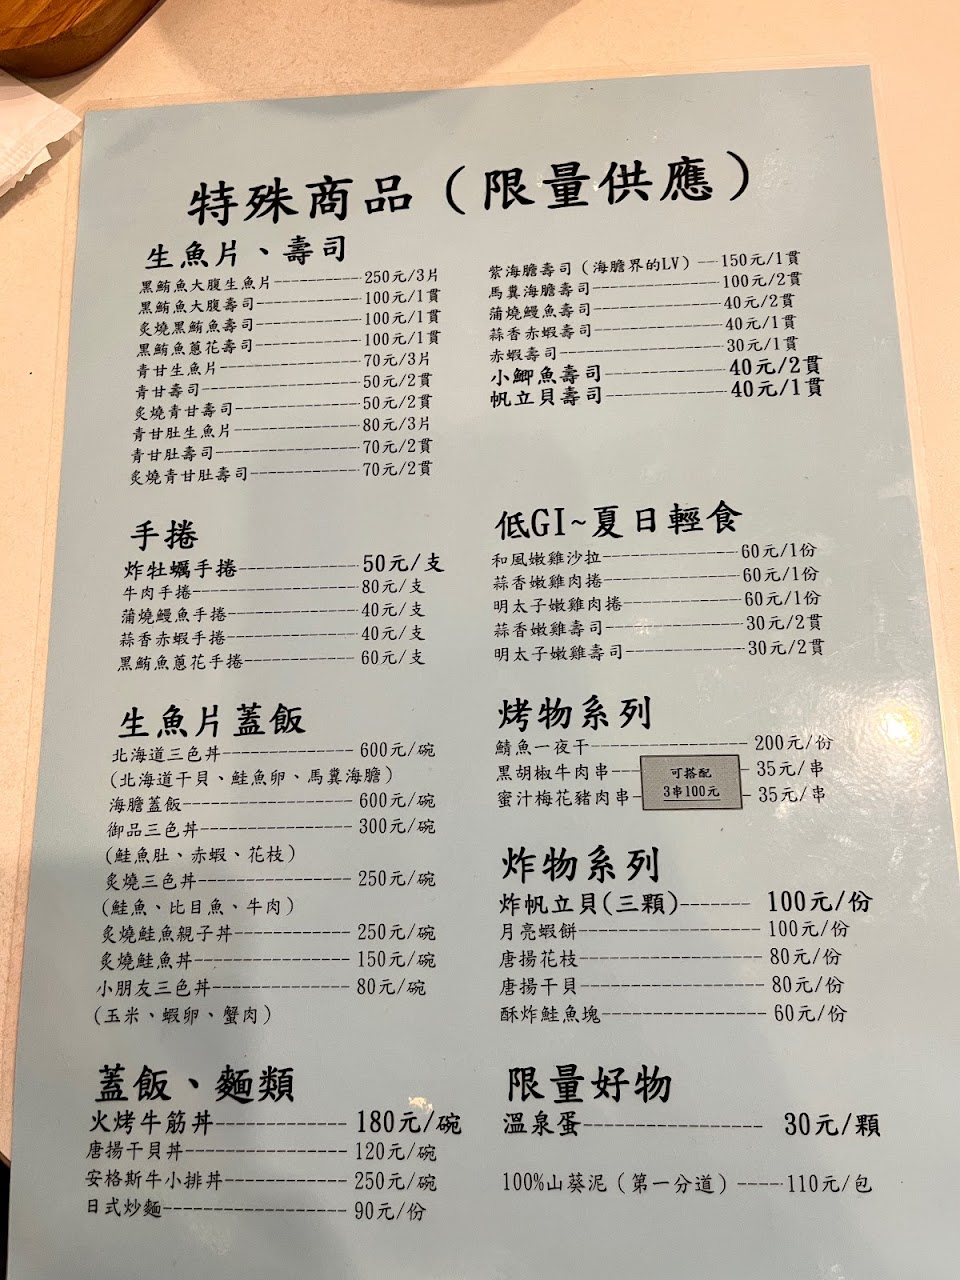 特殊商品（限量供應）
生魚片、壽司
黑鮪魚大腹生魚片----------250元/3片
黑鮪魚大腹壽司------------100元/1貫
炙燒黑鮪魚壽司------------100元/1貫
黑鮪魚蔥花壽司------------100元/1貫
青甘生魚片----------------70元/3片
青甘壽司------------------50元/2貫
炙燒青甘壽司--------------50元/2貫
青甘肚生魚片--------------80元/3片
青甘肚壽司----------------70元/2貫
炙燒青甘肚壽司------------70元/2貫
紫海膽壽司（海膽界的LV）---150元/1貫
馬糞海膽壽司--------------100元/2貫
蒲燒鰻魚壽司--------------40元/2貫
蒜香赤蝦壽司--------------40元/1貫
赤蝦壽司------------------30元/1貫
小鯽魚壽司--------------40元/2貫
帆立貝壽司--------------40元/1貫
手捲
炸牡蠣手捲--------------50元/支
牛肉手捲------------------80元/支
蒲燒鰻魚手捲--------------40元/支
蒜香赤蝦手捲--------------40元/支
黑鮪魚蔥花手捲------------60元/支
低GI~夏日輕食
和風嫩雞沙拉--------------60元/1份
蒜香嫩雞肉捲--------------60元/1份
明太子嫩雞肉捲------------60元/1份
蒜香嫩雞壽司--------------30元/2貫
明太子嫩雞壽司------------30元/2貫
生魚片蓋飯
北海道三色丼--------------600元/碗
(北海道干貝、鮭魚卵、馬糞海膽)
海膽蓋飯------------------600元/碗
御品三色丼----------------300元/碗
(鮭魚肚、赤蝦、花枝)
炙燒三色丼----------------250元/碗
(鮭魚、比目魚、牛肉)
炙燒鮭魚親子丼------------250元/碗
炙燒鮭魚丼----------------150元/碗
小朋友三色丼--------------80元/碗
(玉米、蝦卵、蟹肉)
烤物系列
鯖魚一夜干----------------200元/份
黑胡椒牛肉串--- - 35元/串
蜜汁梅花豬肉串- - 35元/串
可搭配
3串100元
炸物系列
炸帆立貝(三顆)-------100元/份
月亮蝦餅------------------100元/份
唐揚花枝------------------80元/份
唐揚干貝------------------80元/份
酥炸鮭魚塊----------------60元/份
蓋飯、麵類
火烤牛筋丼--------------180元/碗
唐揚干貝丼----------------120元/碗
安格斯牛小排丼------------250元/碗
日式炒麵------------------90元/份
限量好物
溫泉蛋------------------30元/顆
100%山葵泥（第一分道）-----110元/包